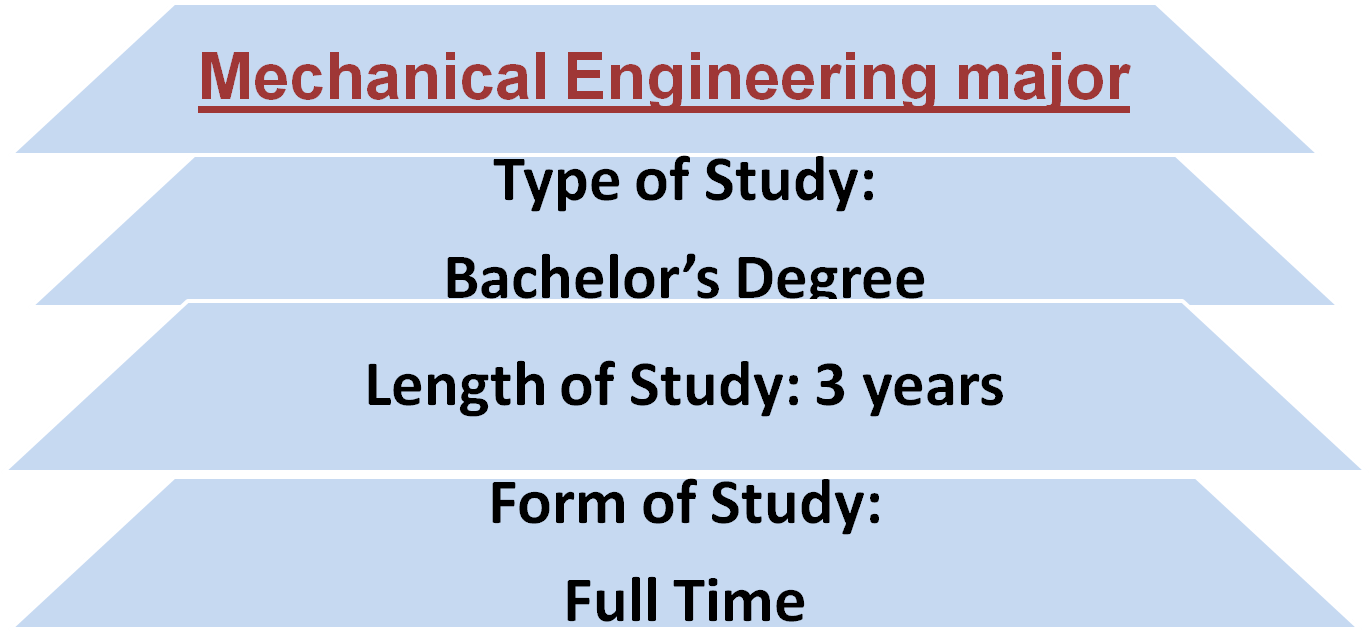 Mechanical Engineering major
Type of Study:
Bachelor’s Degree
Length of Study: 3 years
Form of Study:
Full Time